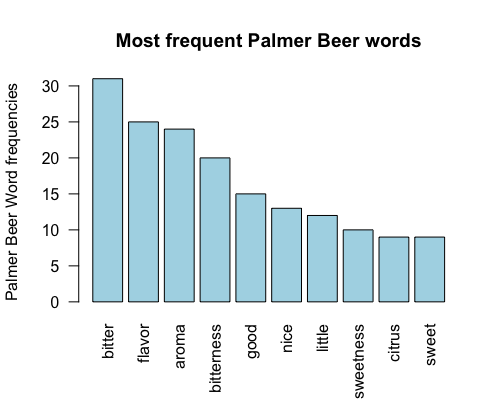 Most frequent Palmer Beer words
Palmer Beer Word frequencies
30
25
20
15
10
5
0
bitter
flavor
aroma
bitterness
good
nice
little
sweetness
citrus
sweet